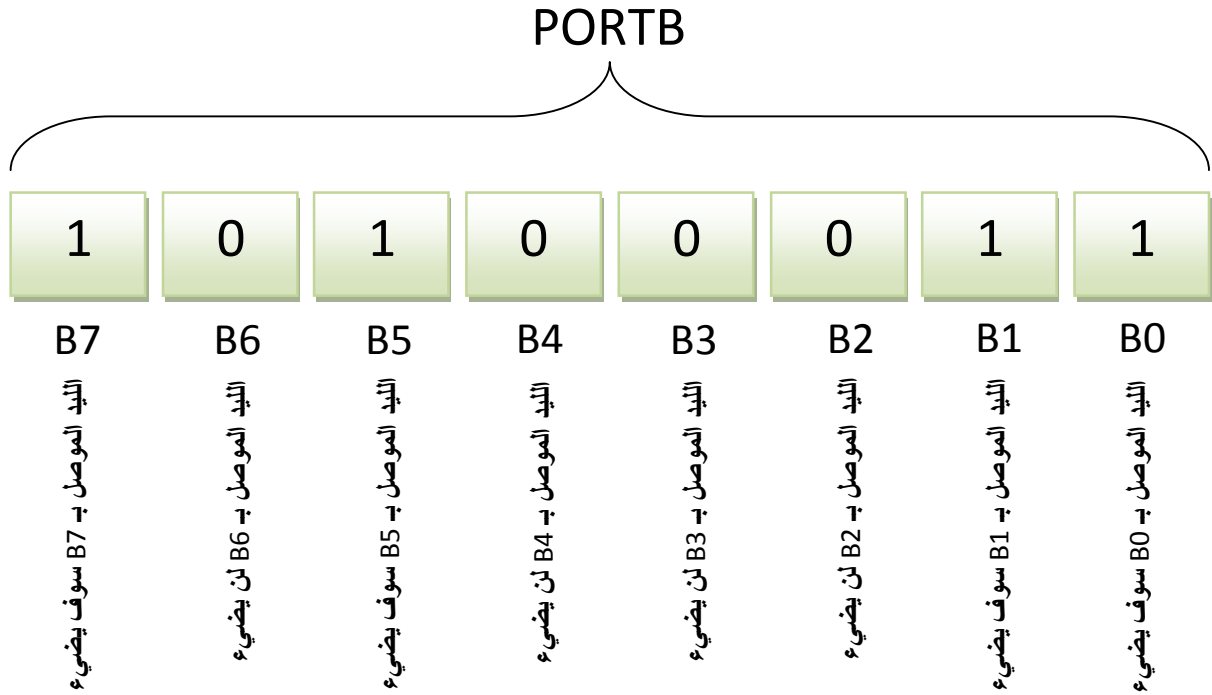 PORTB
1 0 1 0 0 0 1 1
B7 B6 B5 B4 B3 B2 B1 B0
الليد الموصل بـ B7 سوف يضيء
الليد الموصل بـ B6 لن يضيء
الليد الموصل بـ B5 سوف يضيء
الليد الموصل بـ B4 لن يضيء
الليد الموصل بـ B3 لن يضيء
الليد الموصل بـ B2 لن يضيء
الليد الموصل بـ B1 سوف يضيء
الليد الموصل بـ B0 سوف يضيء